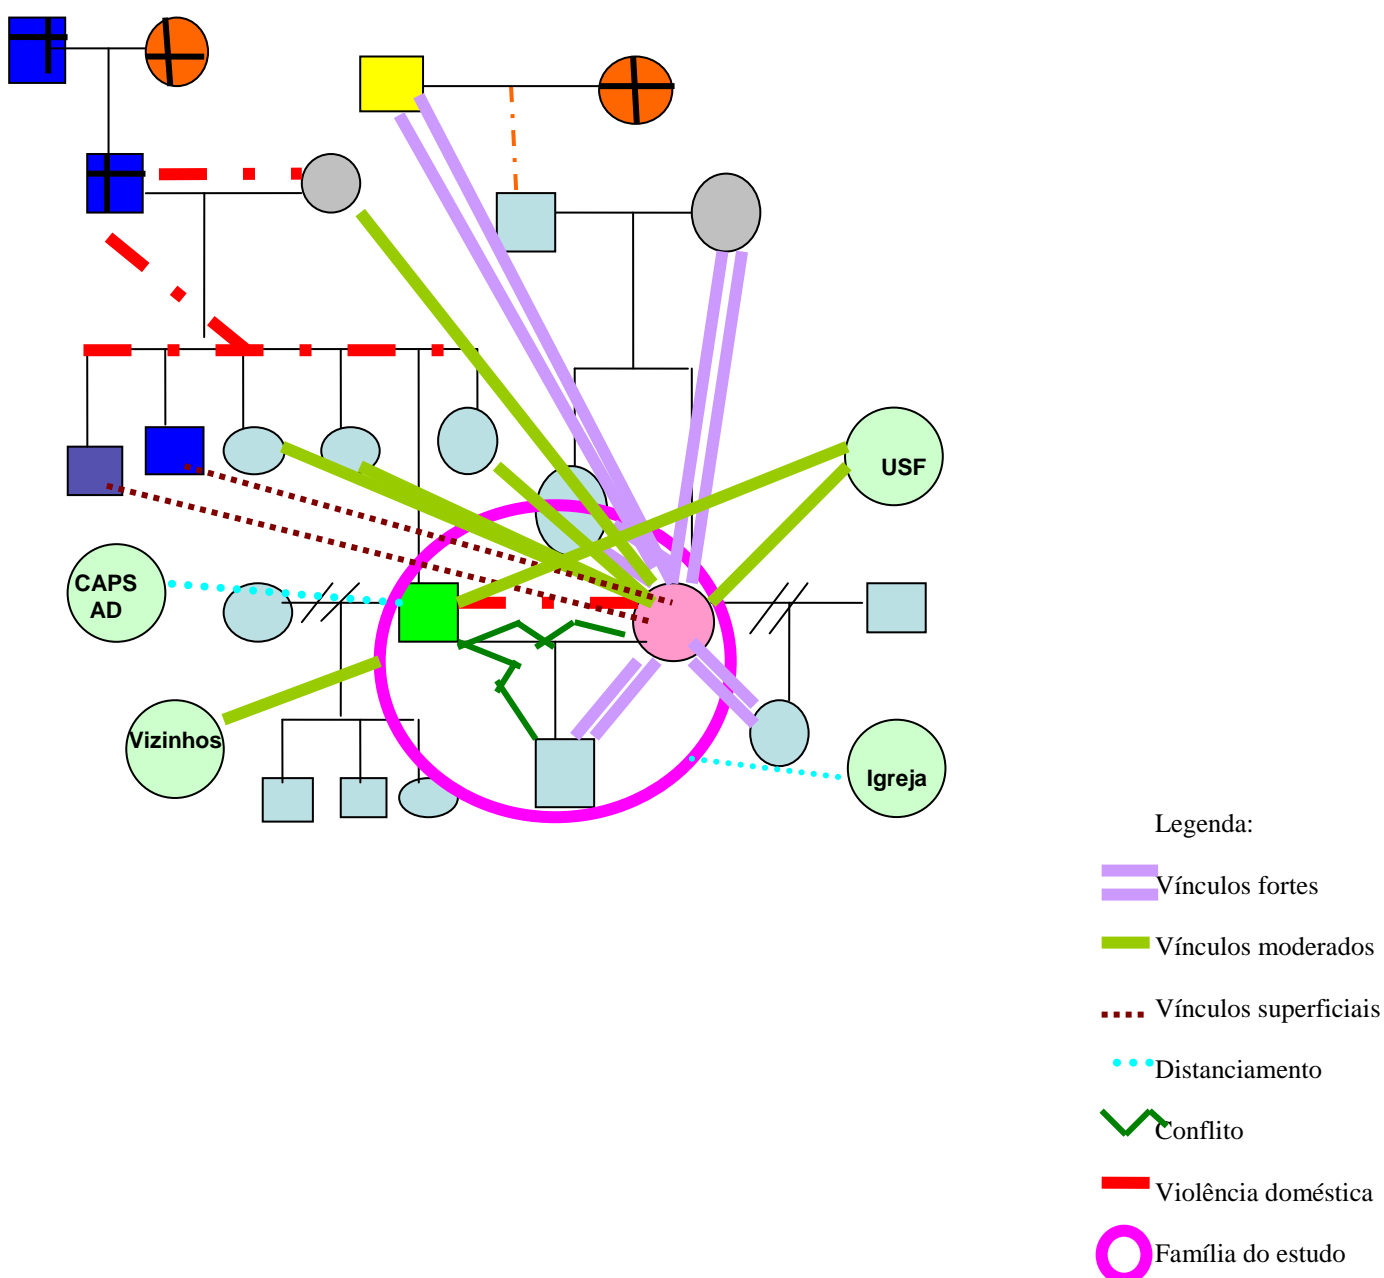 USF
CAPS
AD
Vizinhos
Igreja
Legenda:
Vínculos fortes
Vínculos moderados
Vínculos superficiais
Distanciamento
Conflito
Violência doméstica
Família do estudo